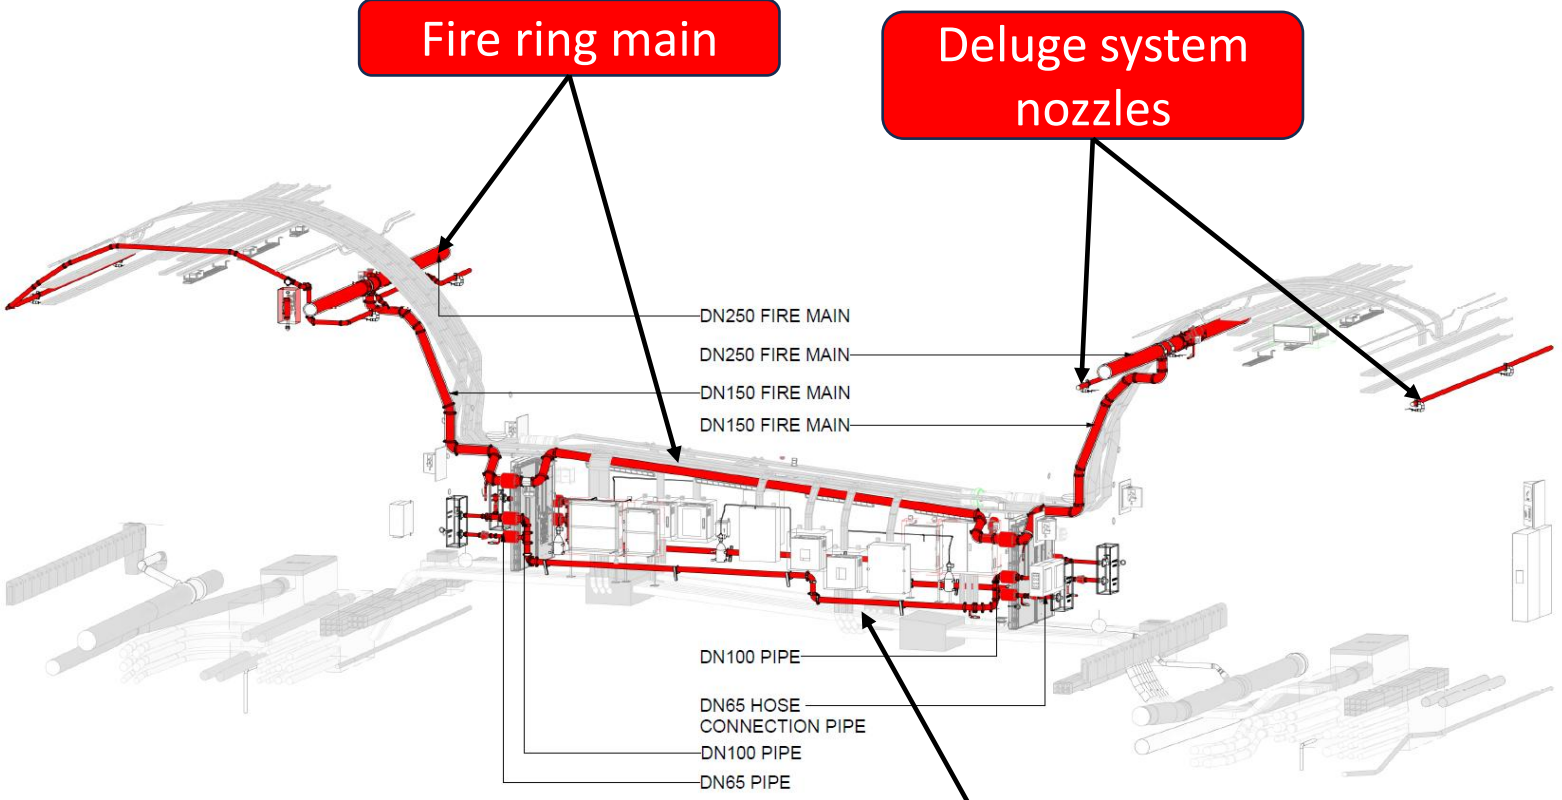 Fire ring main
Deluge system
nozzles
DN250 FIRE MAIN
DN250 FIRE MAIN
DN150 FIRE MAIN
DN150 FIRE MAIN
DN100 PIPE
DN65 HOSE
CONNECTION PIPE
DN100 PIPE
DN65 PIPE